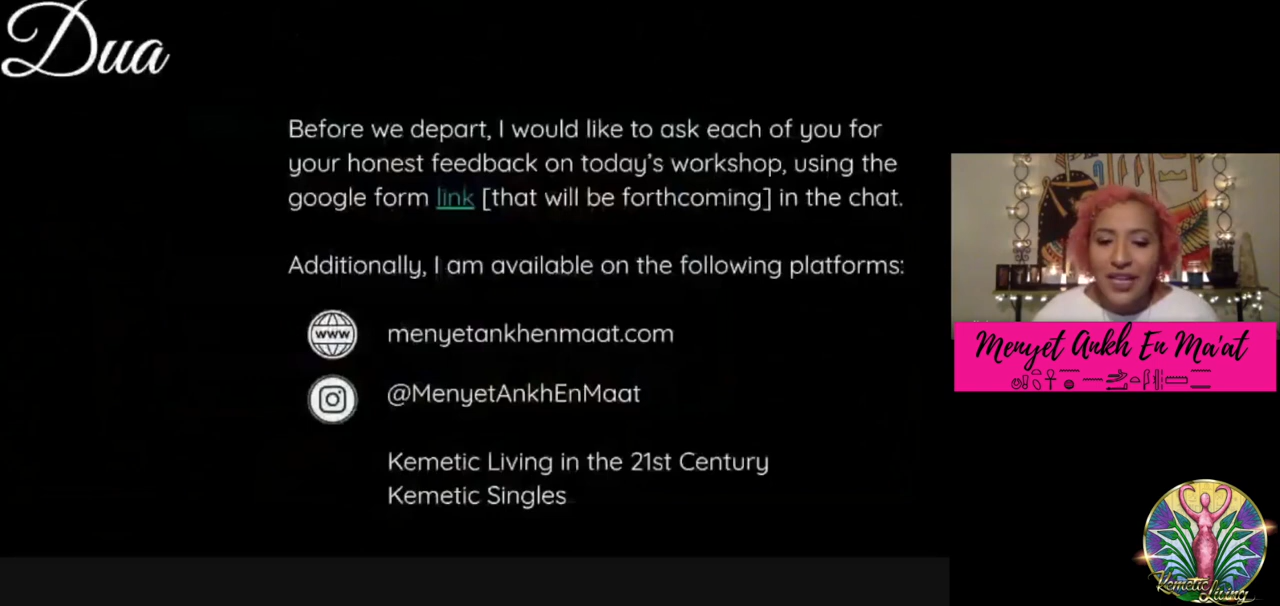 Dua
Before we depart, I would like to ask each of you for
your honest feedback on today's workshop, using the
google form link [that will be forthcoming] in the chat.
Additionally, I am available on the following platforms:
www
menyetankhenmaat.com
@MenyetAnkhEnMaat
Kemetic Living in the 21st Century
Kemetic Singles
Menyet Ankh En Ma'at
Kemetic Living